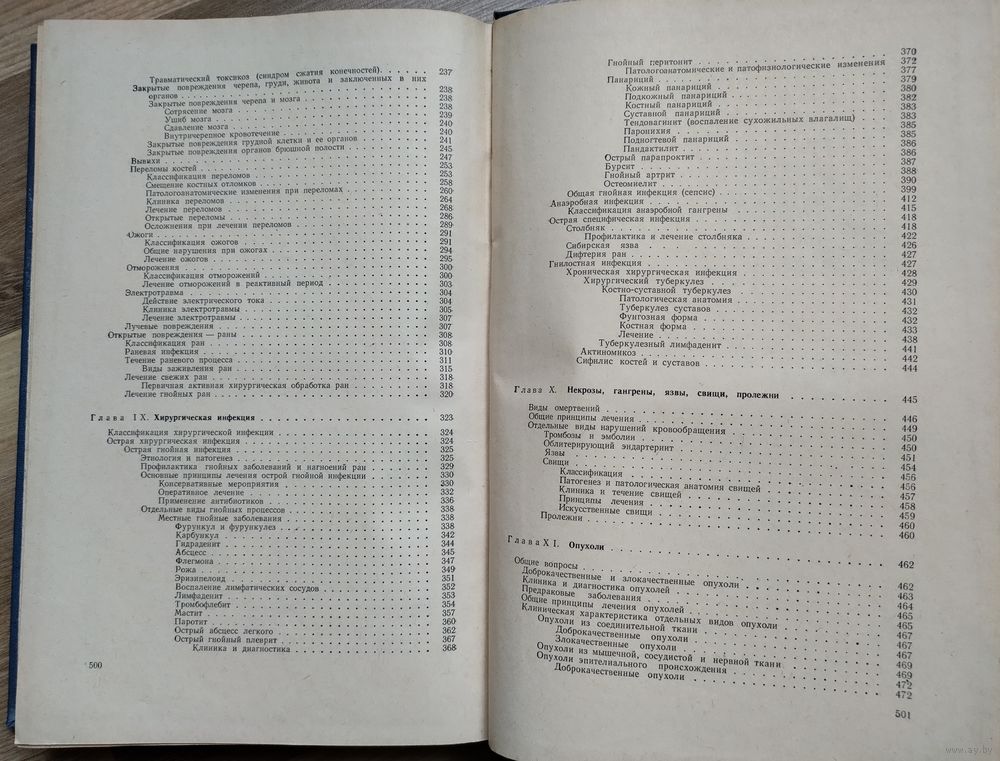 Травматический токсикоз (синдром сжатия конечностей) . . . . . . 237
Закрытые повреждения черепа, груди, живота и заключенных в них
органов . . . . . 238
Закрытые повреждения черепа и мозга . . . . . 238
Сотрясение мозга . . . . . 238
Ушиб мозга . . . . . 239
Сдавление мозга . . . . . 240
Внутричерепное кровотечение . . . . . 240
Закрытые повреждения грудной клетки и ее органов . . . . . 241
Закрытые повреждения органов брюшной полости . . . . . 245
Вывихи . . . . . 247
Переломы костей . . . . . 253
Классификация переломов . . . . . 253
Смещение костных отломков . . . . . 258
Патологоанатомические изменения при переломах . . . . . 260
Клиника переломов . . . . . 264
Лечение переломов . . . . . 268
Открытые переломы . . . . . 286
Осложнения при лечении переломов . . . . . 289
Ожоги . . . . . 291
Классификация ожогов . . . . . 291
Общие нарушения при ожогах . . . . . 294
Лечение ожогов . . . . . 295
Отморожения . . . . . 300
Классификация отморожений . . . . . 300
Лечение отморожений в реактивный период . . . . . 303
Электротравма . . . . . 304
Действие электрического тока . . . . . 304
Клиника электротравмы . . . . . 305
Лечение электротравмы . . . . . 307
Лучевые повреждения . . . . . 307
Открытые повреждения — раны . . . . . 308
Классификация ран . . . . . 308
Раневая инфекция . . . . . 310
Течение раневого процесса . . . . . 311
Виды заживления ран . . . . . 315
Лечение свежих ран . . . . . 318
Первичная активная хирургическая обработка ран . . . . . 318
Лечение гнойных ран . . . . . 320
Глава IX. Хирургическая инфекция . . . . . 323
Классификация хирургической инфекции . . . . . 324
Острая хирургическая инфекция . . . . . 324
Острая гнойная инфекция . . . . . 325
Этиология и патогенез . . . . . 325
Профилактика гнойных заболеваний и нагноений ран . . . . . 329
Основные принципы лечения острой гнойной инфекции . . . . . 330
Консервативные мероприятия . . . . . 330
Оперативное лечение . . . . . 332
Применение антибиотиков . . . . . 336
Отдельные виды гнойных процессов . . . . . 338
Местные гнойные заболевания . . . . . 338
Фурункул и фурункулез . . . . . 338
Карбункул . . . . . 342
Гидраденит . . . . . 344
Абсцесс . . . . . 345
Флегмона . . . . . 347
Рожа . . . . . 349
Эризипелоид . . . . . 351
Воспаление лимфатических сосудов . . . . . 352
Лимфаденит . . . . . 353
Тромбофлебит . . . . . 354
Мастит . . . . . 357
Паротит . . . . . 360
Острый абсцесс легкого . . . . . 362
Острый гнойный плеврит . . . . . 367
Клиника и диагностика . . . . . 368
500
Гнойный перитонит . . . . . 370
Патологоанатомические и патофизиологические изменения 372
Панариций . . . . . 377
Кожный панариций . . . . . 379
Подкожный панариций . . . . . 380
Костный панариций . . . . . 382
Суставной панариций . . . . . 383
Тендовагинит (воспаление сухожильных влагалищ) . . . . . 383
Паронихия . . . . . 385
Подногтевой панариций . . . . . 385
Пандактилит . . . . . 386
Острый парапроктит . . . . . 386
Бурсит . . . . . 387
Гнойный артрит . . . . . 388
Остеомиелит . . . . . 390
Общая гнойная инфекция (сепсис) . . . . . 399
Анаэробная инфекция . . . . . 412
Классификация анаэробной гангрены . . . . . 415
Острая специфическая инфекция . . . . . 418
Столбняк . . . . . 418
Профилактика и лечение столбняка . . . . . 422
Сибирская язва . . . . . 426
Дифтерия ран . . . . . 427
Гнилостная инфекция . . . . . 427
Хроническая хирургическая инфекция . . . . . 428
Хирургический туберкулез . . . . . 429
Костно-суставной туберкулез . . . . . 430
Патологическая анатомия . . . . . 431
Туберкулез суставов . . . . . 432
Фунгозная форма . . . . . 432
Костная форма . . . . . 433
Лечение . . . . . 438
Туберкулезный лимфаденит . . . . . 441
Актиномикоз . . . . . 442
Сифилис костей и суставов . . . . . 444
Глава X. Некрозы, гангрены, язвы, свищи, пролежни 445
Виды омертвений . . . . . 446
Общие принципы лечения . . . . . 449
Отдельные виды нарушений кровообращения . . . . . 450
Тромбозы и эмболии . . . . . 450
Облитерирующий эндартериит . . . . . 451
Язвы . . . . . 454
Свищи . . . . . 456
Классификация . . . . . 456
Патогенез и патологическая анатомия свищей . . . . . 457
Клиника и течение свищей . . . . . 458
Принципы лечения . . . . . 459
Искусственные свищи . . . . . 460
Пролежни . . . . . 460
Глава XI. Опухоли . . . . . 462
Общие вопросы . . . . . 462
Доброкачественные и злокачественные опухоли . . . . . 463
Клиника и диагностика опухолей . . . . . 464
Предраковые заболевания . . . . . 465
Общие принципы лечения опухолей . . . . . 465
Клиническая характеристика отдельных видов опухоли . . . . . 467
Опухоли из соединительной ткани . . . . . 467
Доброкачественные опухоли . . . . . 467
Злокачественные опухоли . . . . . 469
Опухоли из мышечной, сосудистой и нервной ткани . . . . . 469
Опухоли эпителиального происхождения . . . . . 472
Доброкачественные опухоли . . . . . 472
501
www.ay.by